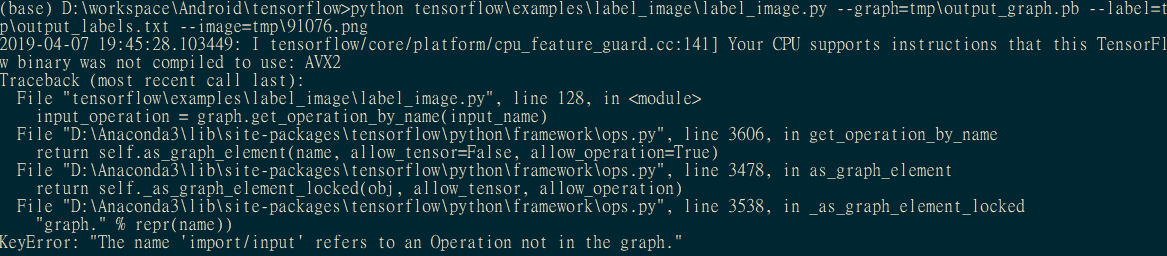 (base) D:\workspace\Android\tensorflow>python tensorflow\examples\label_image\label_image.py --graph=tmp\output_graph.pb --label=t
p\output_labels.txt --image=tmp\91076.png
2019-04-07 19:45:28.103449: I tensorflow/core/platform/cpu_feature_guard.cc:141] Your CPU supports instructions that this TensorFl
w binary was not compiled to use: AVX2
Traceback (most recent call last):
  File "tensorflow\examples\label_image\label_image.py", line 128, in <module>
    input_operation = graph.get_operation_by_name(input_name)
  File "D:\Anaconda3\lib\site-packages\tensorflow\python\framework\ops.py", line 3606, in get_operation_by_name
    return self.as_graph_element(name, allow_tensor=False, allow_operation=True)
  File "D:\Anaconda3\lib\site-packages\tensorflow\python\framework\ops.py", line 3478, in as_graph_element
    return self._as_graph_element_locked(obj, allow_tensor, allow_operation)
  File "D:\Anaconda3\lib\site-packages\tensorflow\python\framework\ops.py", line 3538, in _as_graph_element_locked
    "graph." % repr(name))
KeyError: "The name 'import/input' refers to an Operation not in the graph."